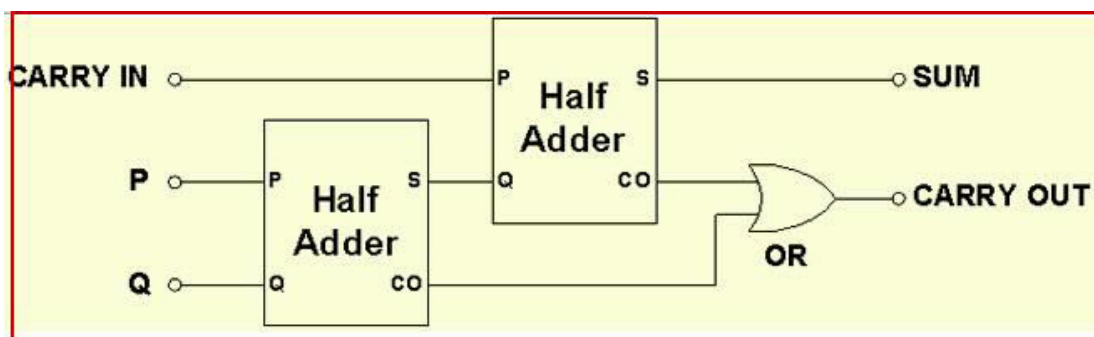 CARRY IN
P
S
SUM
Half
Adder
Q
CO
P
P
S
Half
Adder
Q
Q
CO
CARRY OUT
OR